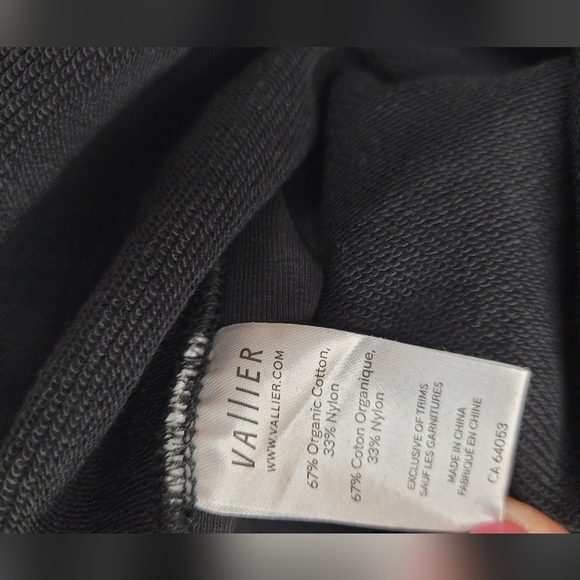 VALLIER
WWW.VALLIER.COM
67% Organic Cotton,
33% Nylon
67% Coton Organique,
33% Nylon
EXCLUSIVE OF TRIMS
SAUF LES GARNITURES
MADE IN CHINA
FABRIQUÉ EN CHINE
CA 64053